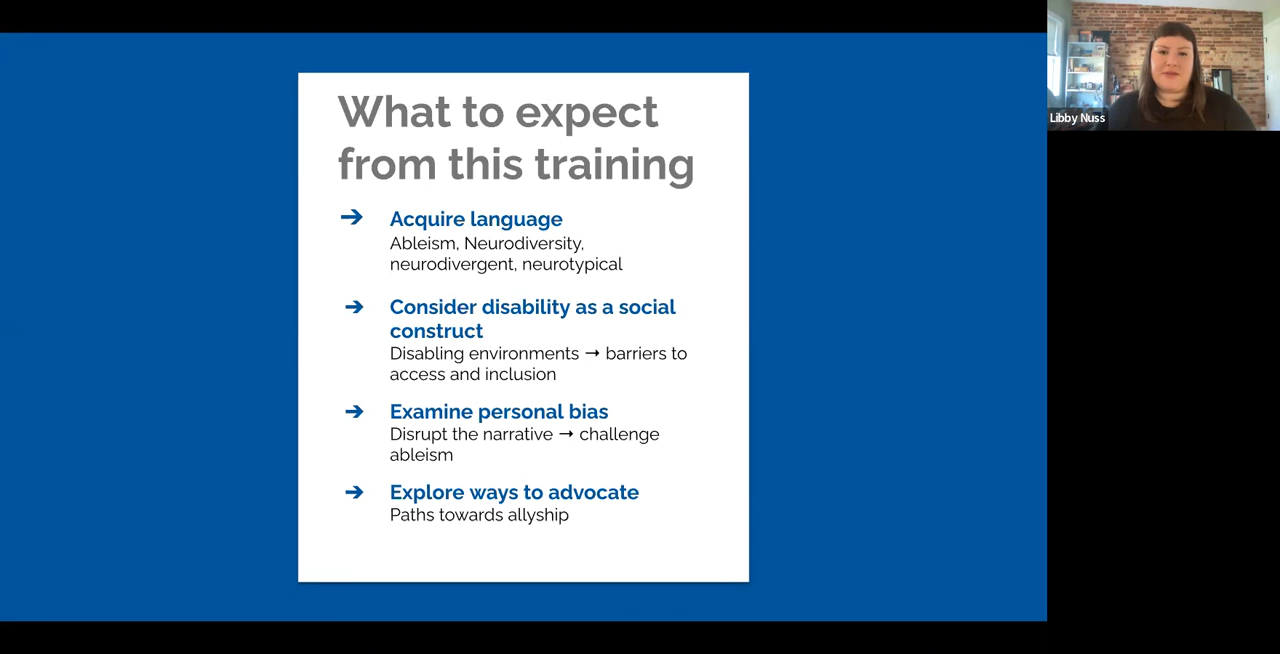 What to expect
from this training
➔ Acquire language
Ableism, Neurodiversity,
neurodivergent, neurotypical
➔ Consider disability as a social
construct
Disabling environments → barriers to
access and inclusion
➔ Examine personal bias
Disrupt the narrative → challenge
ableism
➔ Explore ways to advocate
Paths towards allyship
Libby Nuss